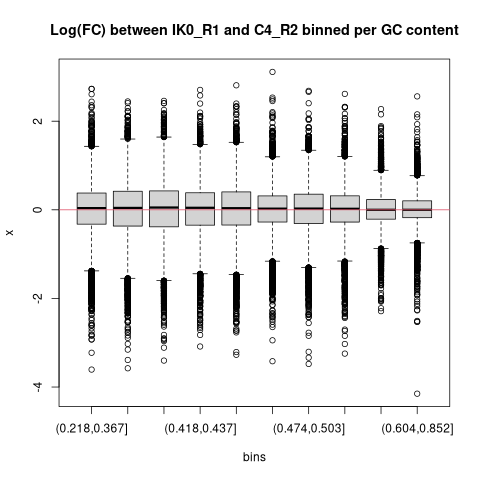 Log(FC) between IK0_R1 and C4_R2 binned per GC content
2
0
-2
-4
x
(0.218,0.367]
(0.418,0.437]
(0.474,0.503]
(0.604,0.852]
bins